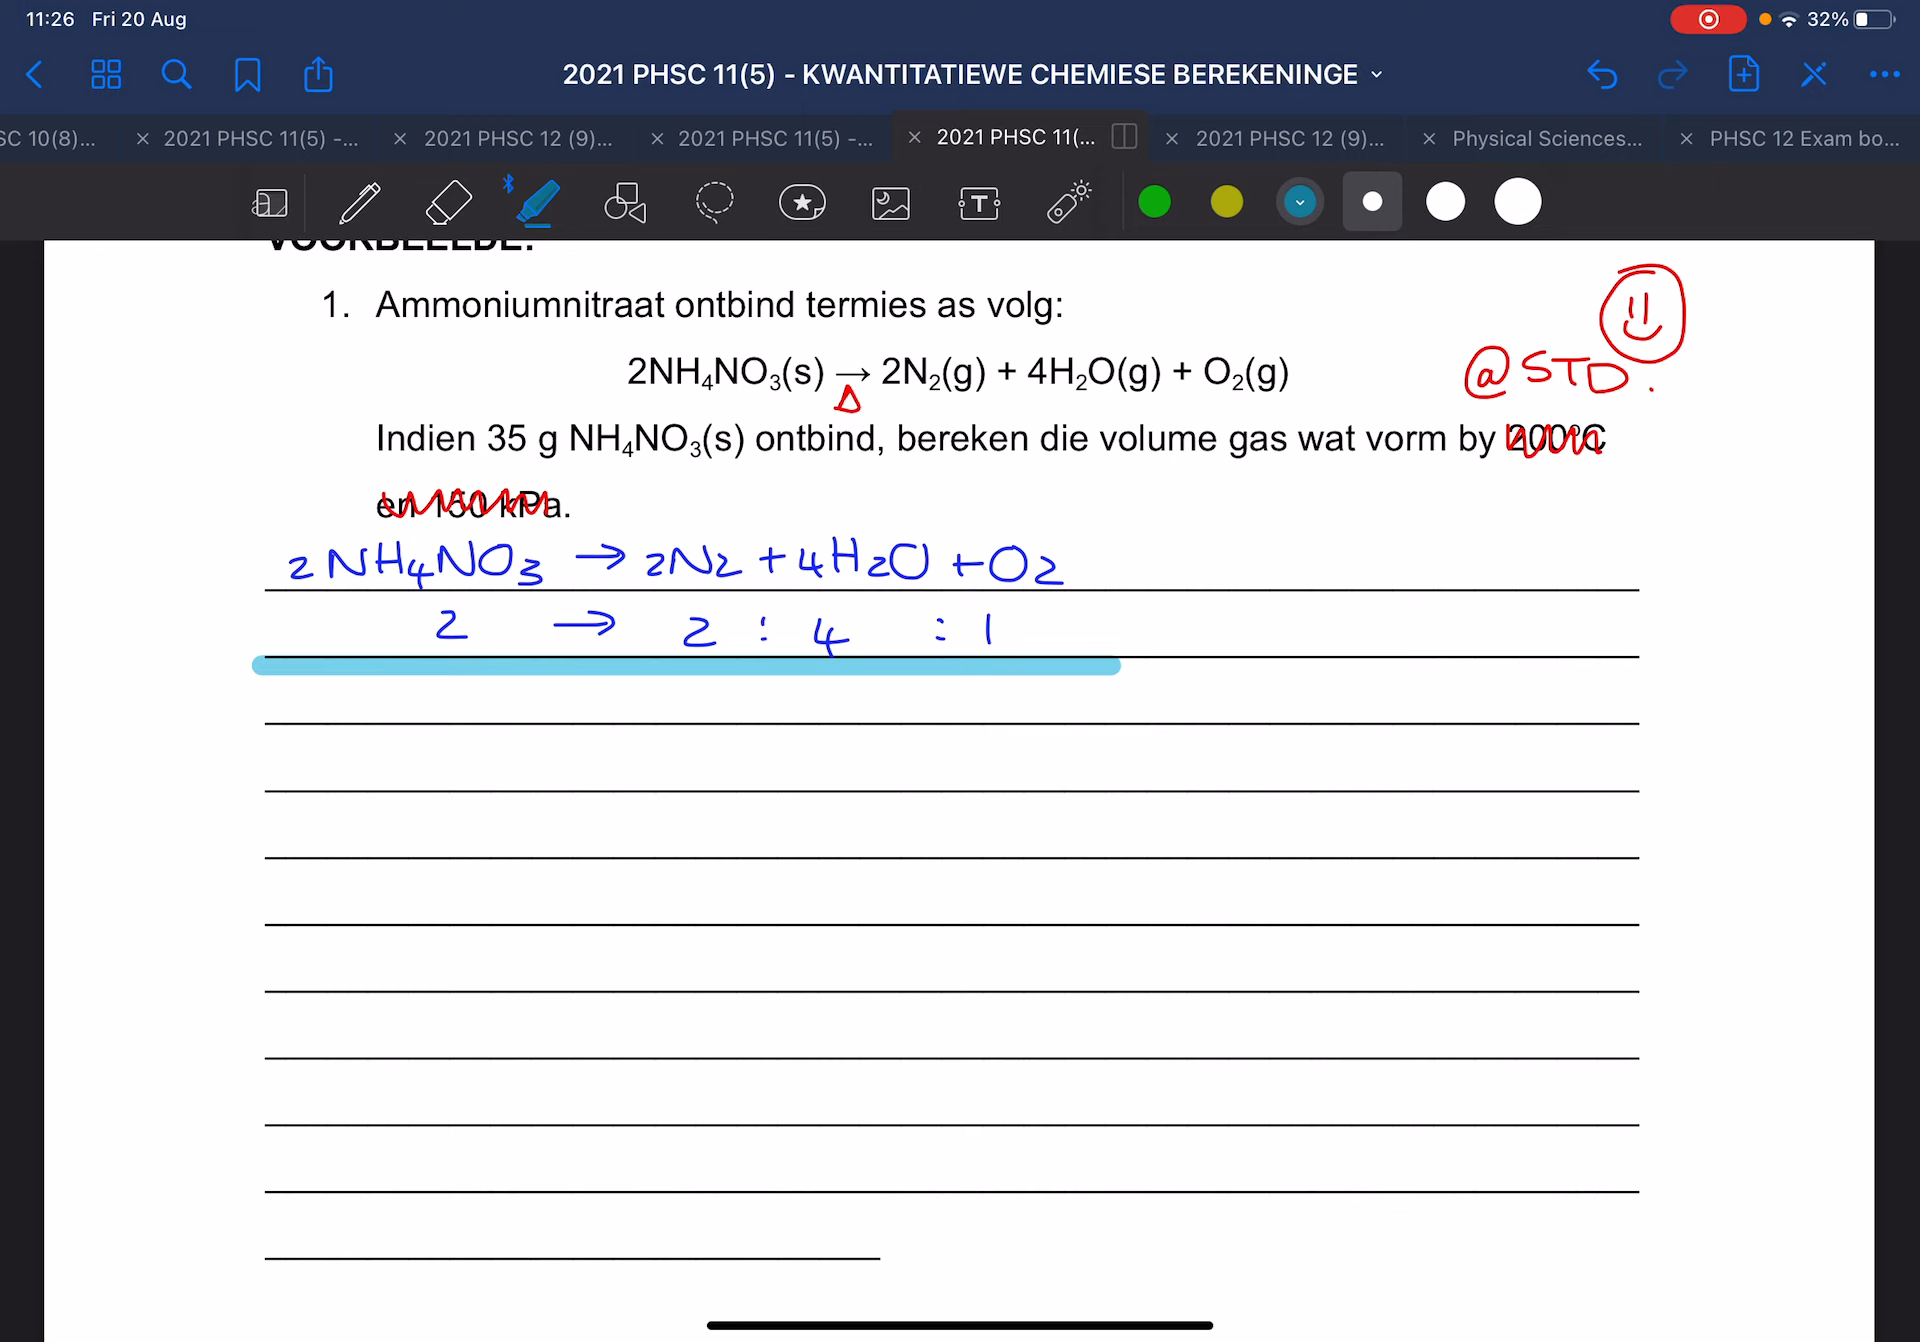 11:26 Fri 20 Aug 32%
2021 PHSC 11(5) - KWANTITATIEWE CHEMIESE BEREKENINGE
SC 10(8)... × 2021 PHSC 11(5) -... × 2021 PHSC 12 (9)... × 2021 PHSC 11(5) -... × 2021 PHSC 11(... × 2021 PHSC 12 (9)... × Physical Sciences... × PHSC 12 Exam bo...
VOORBEELDE:
1. Ammoniumnitraat ontbind termies as volg:
2NH₄NO₃(s) → 2N₂(g) + 4H₂O(g) + O₂(g) @ STD.
Δ
Indien 35 g NH₄NO₃(s) ontbind, bereken die volume gas wat vorm by 200°C
en 150 kPa.
2NH₄NO₃ → 2N₂ + 4H₂O + O₂
2 → 2 : 4 : 1